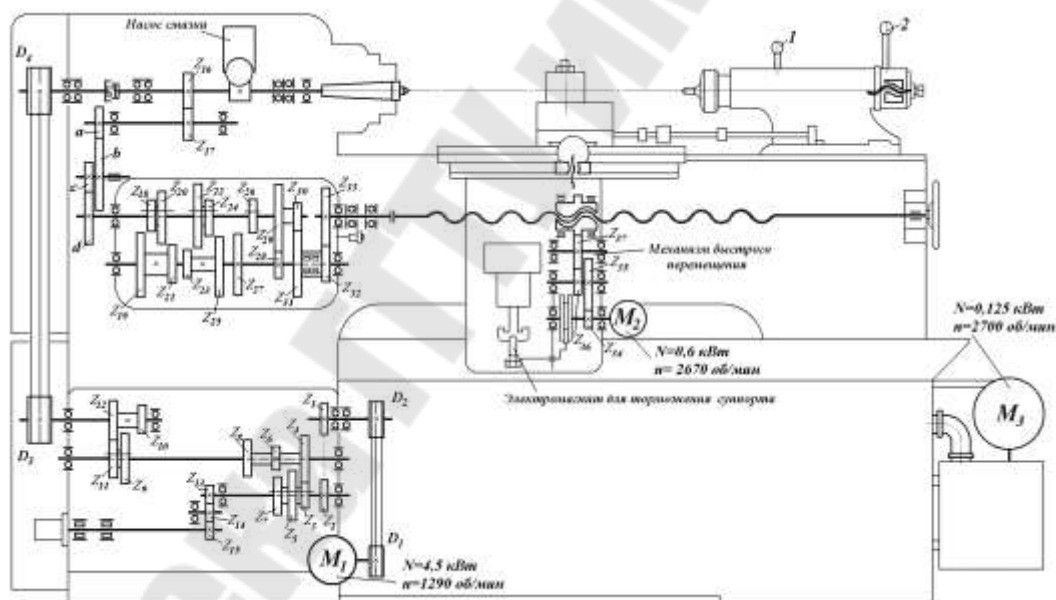 Насос смазки
D₄
Z₁₆
1
2
a
b
Z₁₇
c
Z₁₈
Z₂₀
Z₂₂
Z₂₄
Z₂₆
Z₃₀
Z₃₃
d
Z₂₈
Z₃₇
Z₃₅
Механизм быстрого
перемещения
Z₁₉
Z₂₁
Z₂₃
Z₂₅
Z₂₇
Z₃₁
Z₃₂
M₂
Z₃₆
Z₃₄
N=0,6 кВт
n= 2670 об/мин
N=0,125 кВт
n=2700 об/мин
Электромагнит для торможения суппорта
M₃
D₃
Z₁₂
Z₁₀
Z₁₁
Z₉
Z₁
D₂
Z₈
Z₆
Z₁₃
Z₁₄
Z₁₅
Z₇
Z₅
Z₃
Z₂
M₁
D₁
N=4,5 кВт
n=1290 об/мин